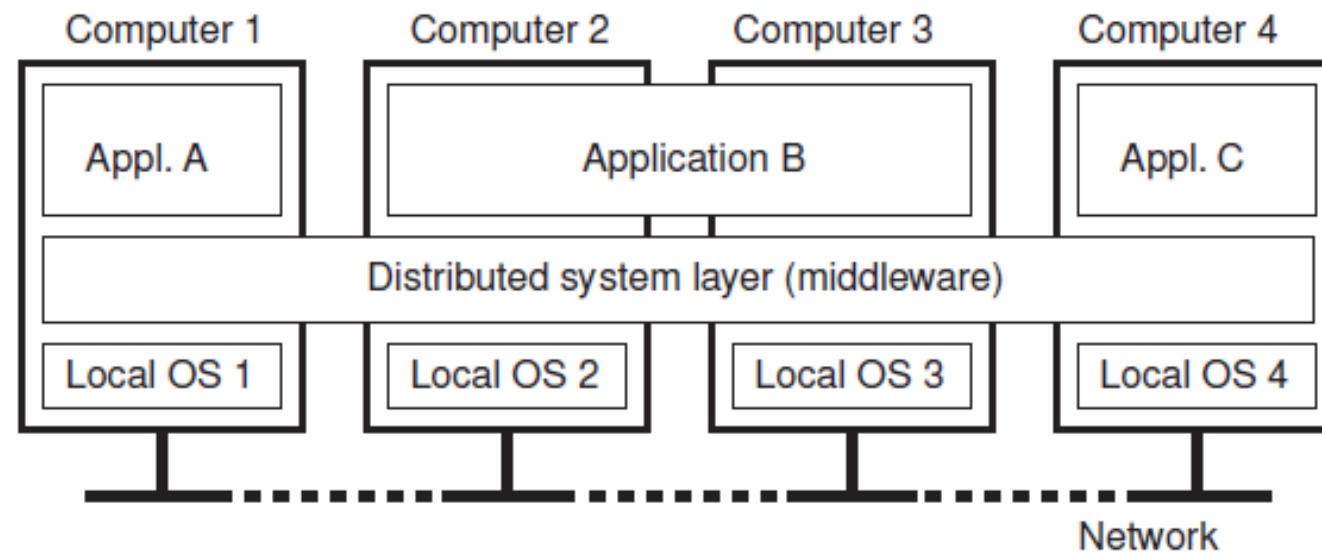 Computer 1
Computer 2
Computer 3
Computer 4
Appl. A
Application B
Appl. C
Distributed system layer (middleware)
Local OS 1
Local OS 2
Local OS 3
Local OS 4
Network